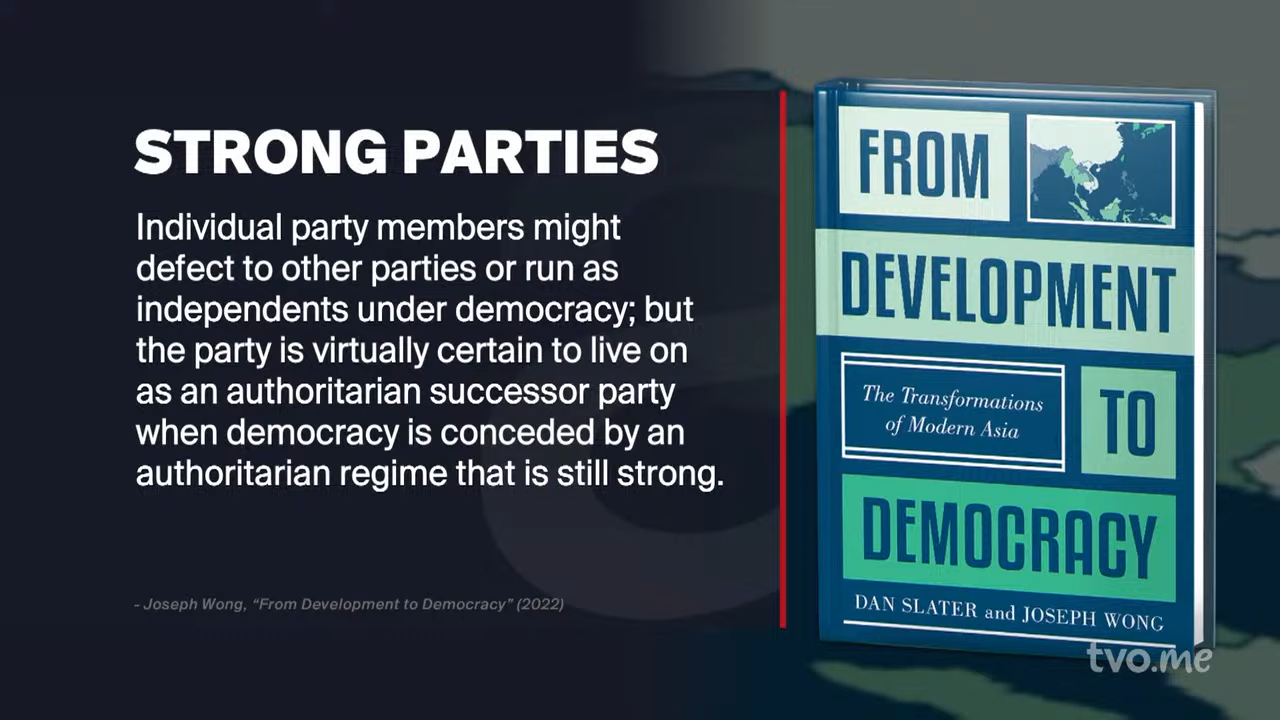 STRONG PARTIES
Individual party members might
defect to other parties or run as
independents under democracy; but
the party is virtually certain to live on
as an authoritarian successor party
when democracy is conceded by an
authoritarian regime that is still strong.
- Joseph Wong, “From Development to Democracy” (2022)
FROM
DEVELOPMENT
The Transformations
of Modern Asia
TO
DEMOCRACY
DAN SLATER and JOSEPH WONG
tvo.me